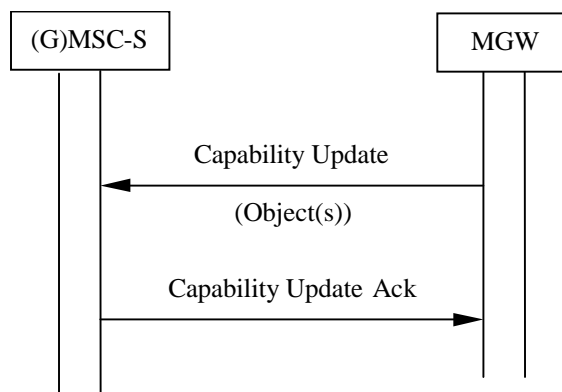 (G)MSC-S
MGW
Capability Update
(Object(s))
Capability Update Ack